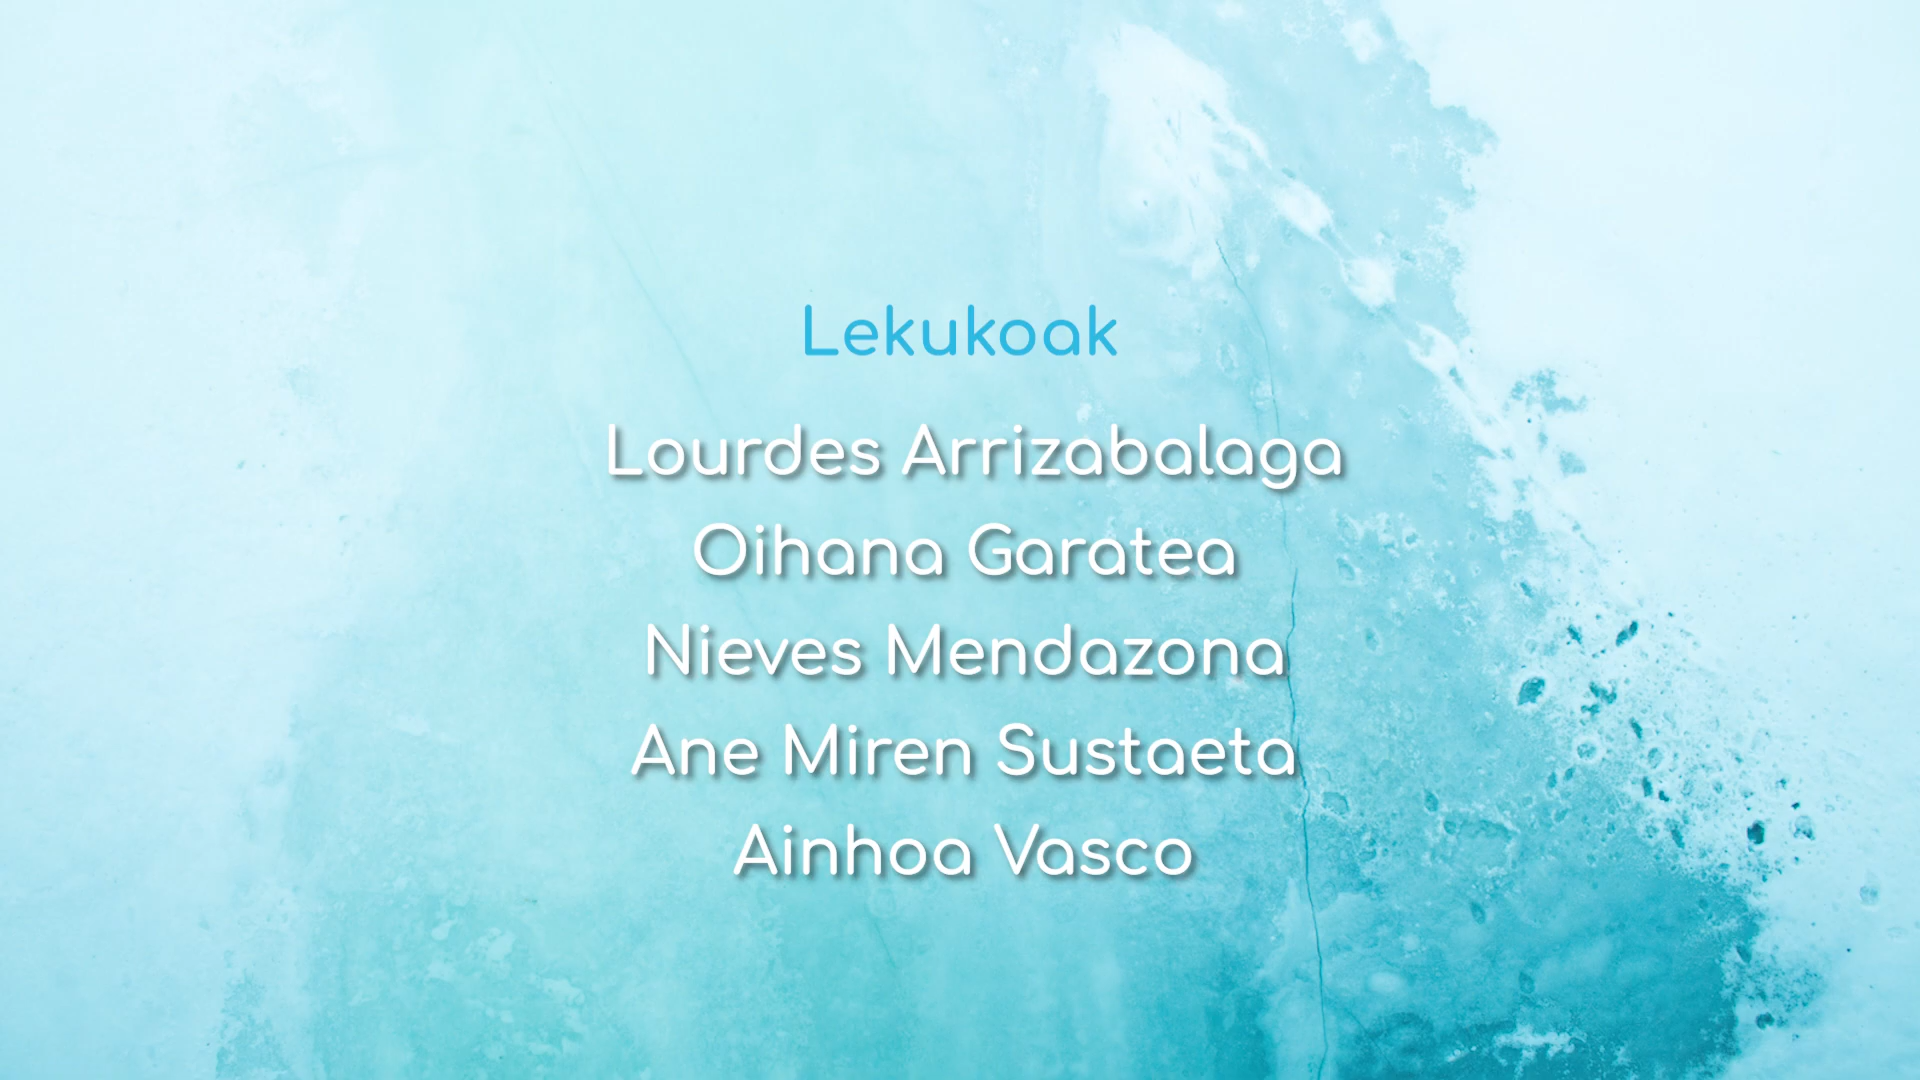 Lekukoak
Lourdes Arrizabalaga
Oihana Garatea
Nieves Mendazona
Ane Miren Sustaeta
Ainhoa Vasco